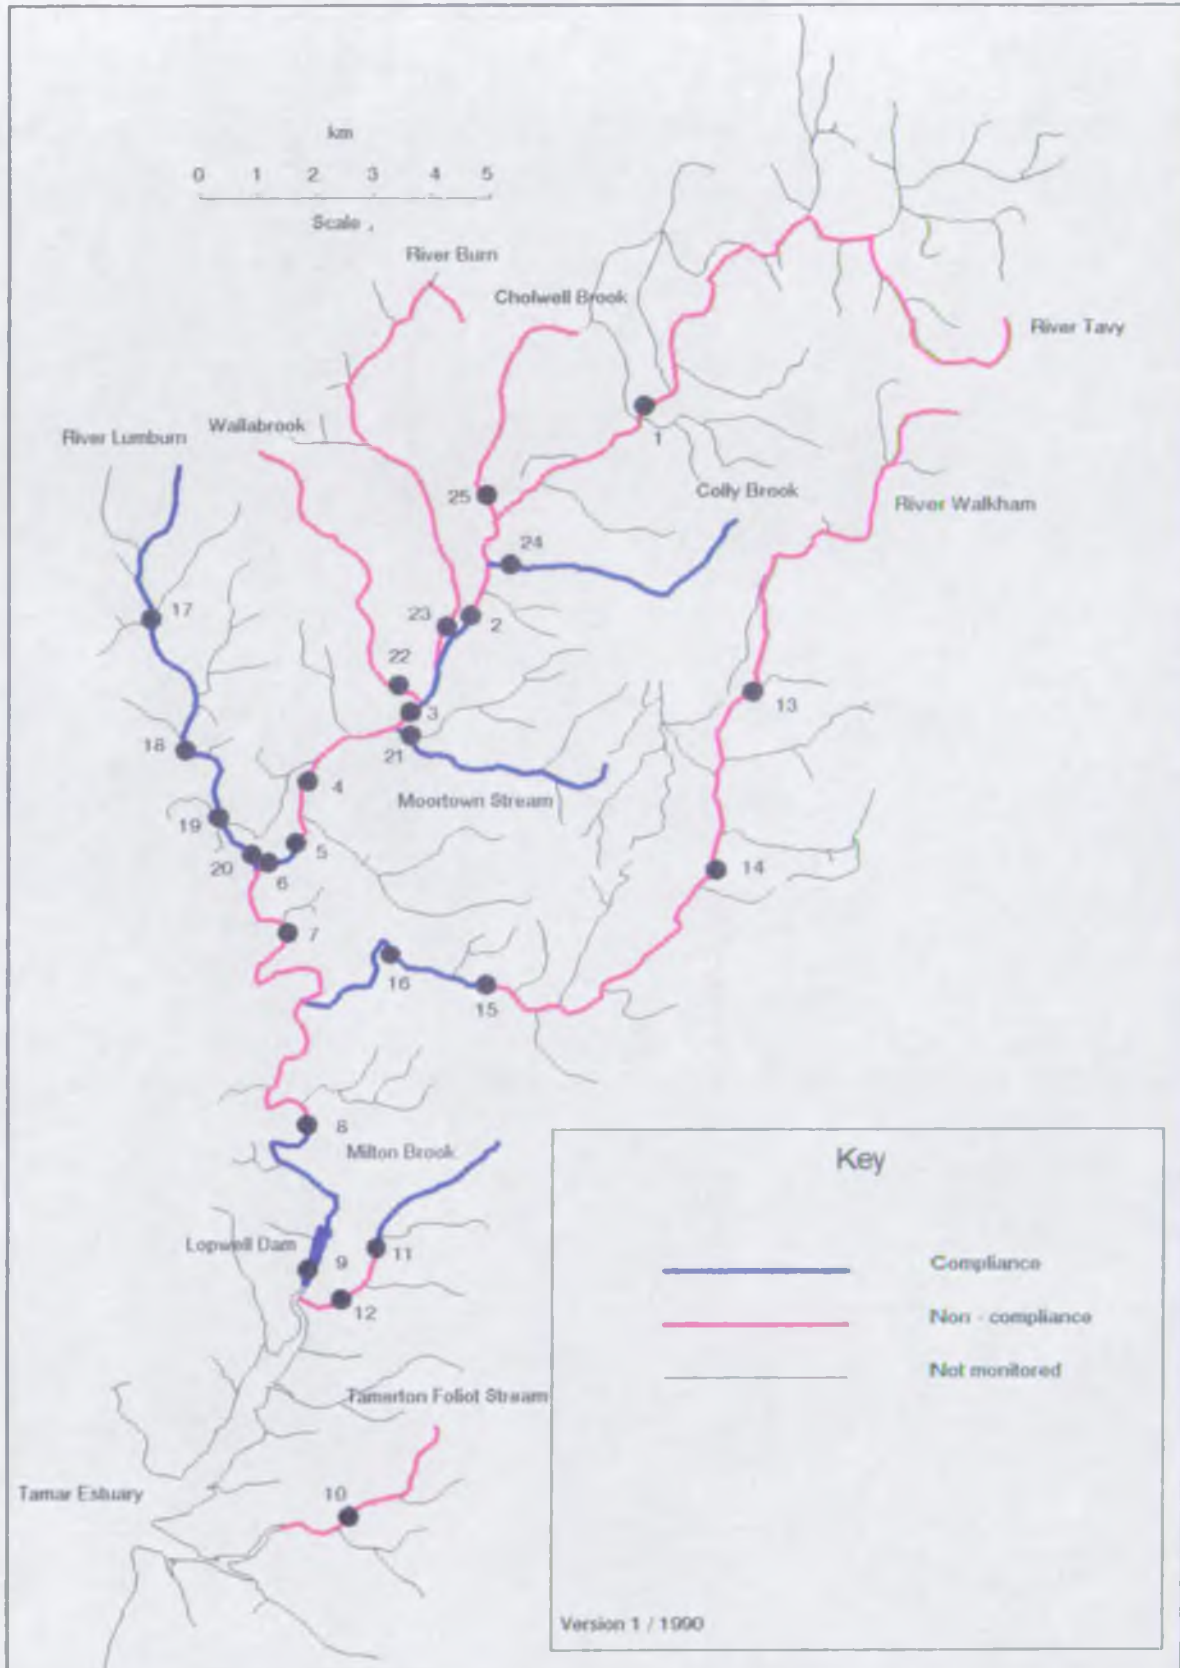 km
0 1 2 3 4 5
Scale
River Burn
Cholwell Brook
River Tavy
River Lumburn
Wallabrook
1
Colly Brook
25
River Walkham
24
17
23
2
22
13
3
18
21
4
Moortown Stream
19
5
20
6
14
7
16
15
8
Milton Brook
Lopwell Dam
9
11
12
Tamerton Foliot Stream
Tamar Estuary
10
Key
Compliance
Non - compliance
Not monitored
Version 1 / 1990